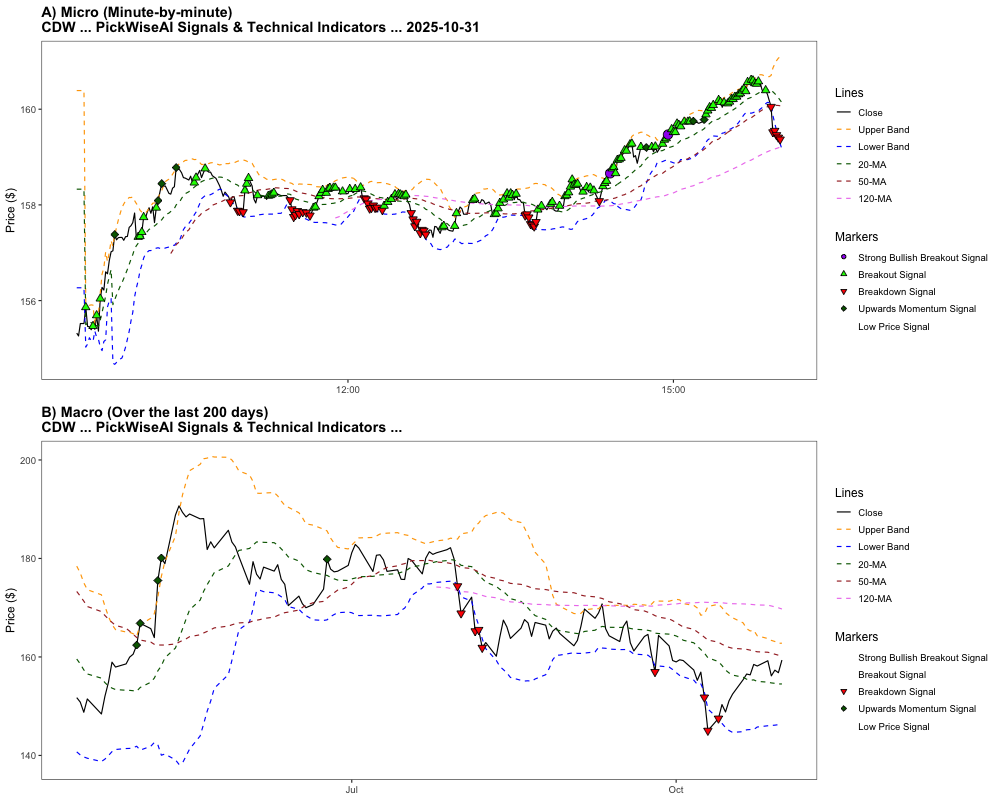 A) Micro (Minute-by-minute)
CDW ... PickWiseAI Signals & Technical Indicators ... 2025-10-31
Price ($)
160
158
156
12:00
15:00
Lines
Close
Upper Band
Lower Band
20-MA
50-MA
120-MA
Markers
Strong Bullish Breakout Signal
Breakout Signal
Breakdown Signal
Upwards Momentum Signal
Low Price Signal
B) Macro (Over the last 200 days)
CDW ... PickWiseAI Signals & Technical Indicators ...
Price ($)
200
180
160
140
Jul
Oct
Lines
Close
Upper Band
Lower Band
20-MA
50-MA
120-MA
Markers
Strong Bullish Breakout Signal
Breakout Signal
Breakdown Signal
Upwards Momentum Signal
Low Price Signal